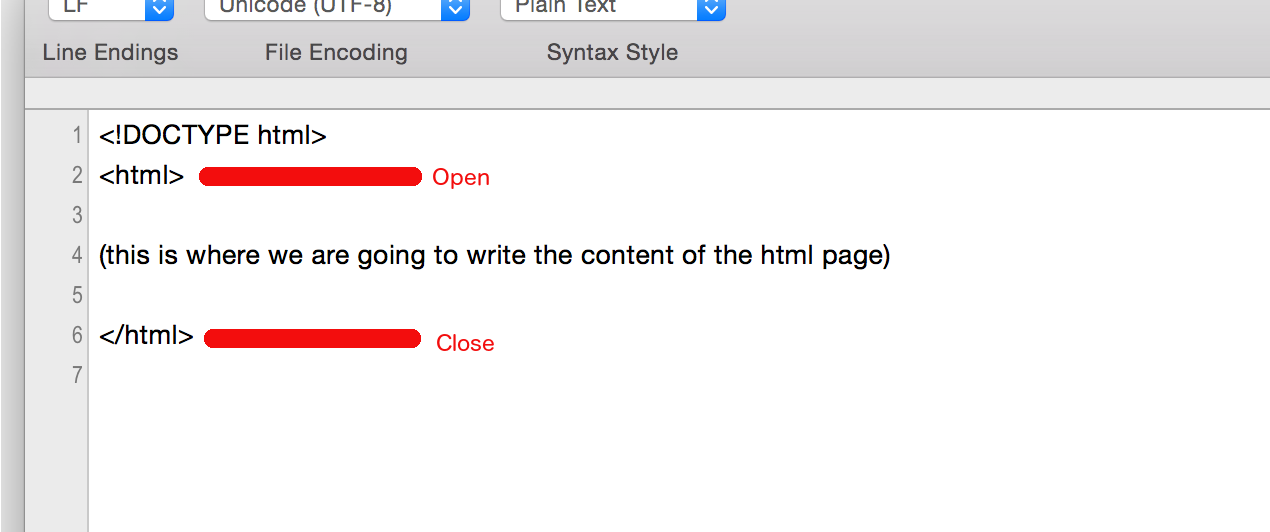 LF Unicode (UTF-8) Plain Text
Line Endings File Encoding Syntax Style
1 <!DOCTYPE html>
2 <html> Open
3
4 (this is where we are going to write the content of the html page)
5
6 </html> Close
7